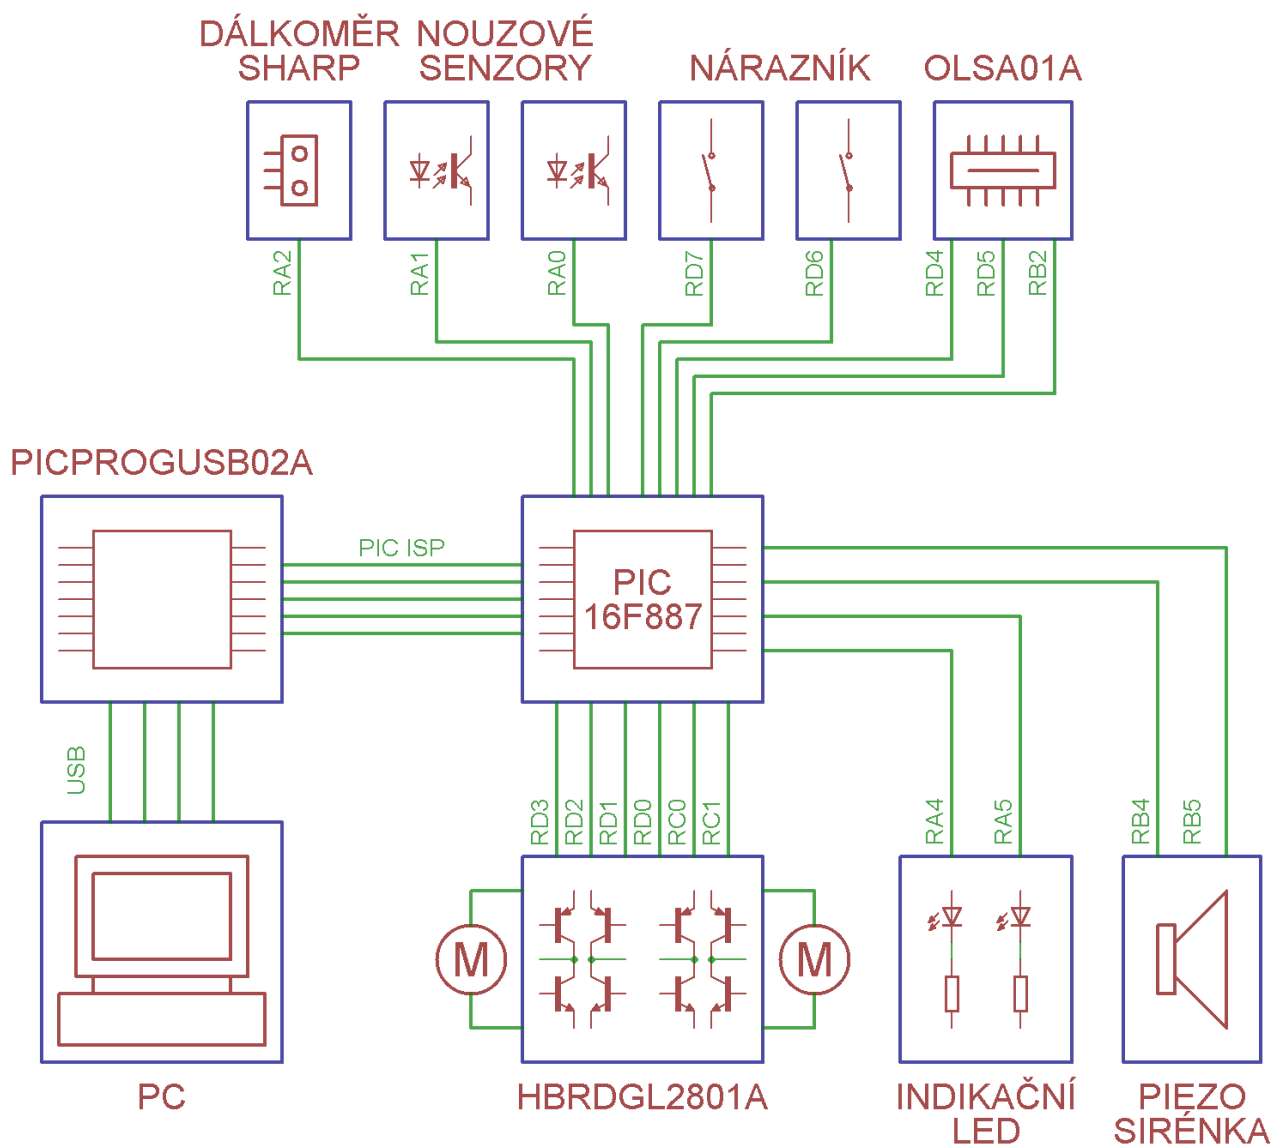 DÁLKOMĚR
SHARP
NOUZOVÉ
SENZORY
NÁRAZNÍK
OLSA01A
RA2
RA1
RA0
RD7
RD6
RD4
RD5
RB2
PICPROGUSB02A
PIC ISP
PIC
16F887
USB
RD3
RD2
RD1
RD0
RC0
RC1
RA4
RA5
RB4
RB5
M
M
PC
HBRDGL2801A
INDIKAČNÍ
LED
PIEZO
SIRÉNKA